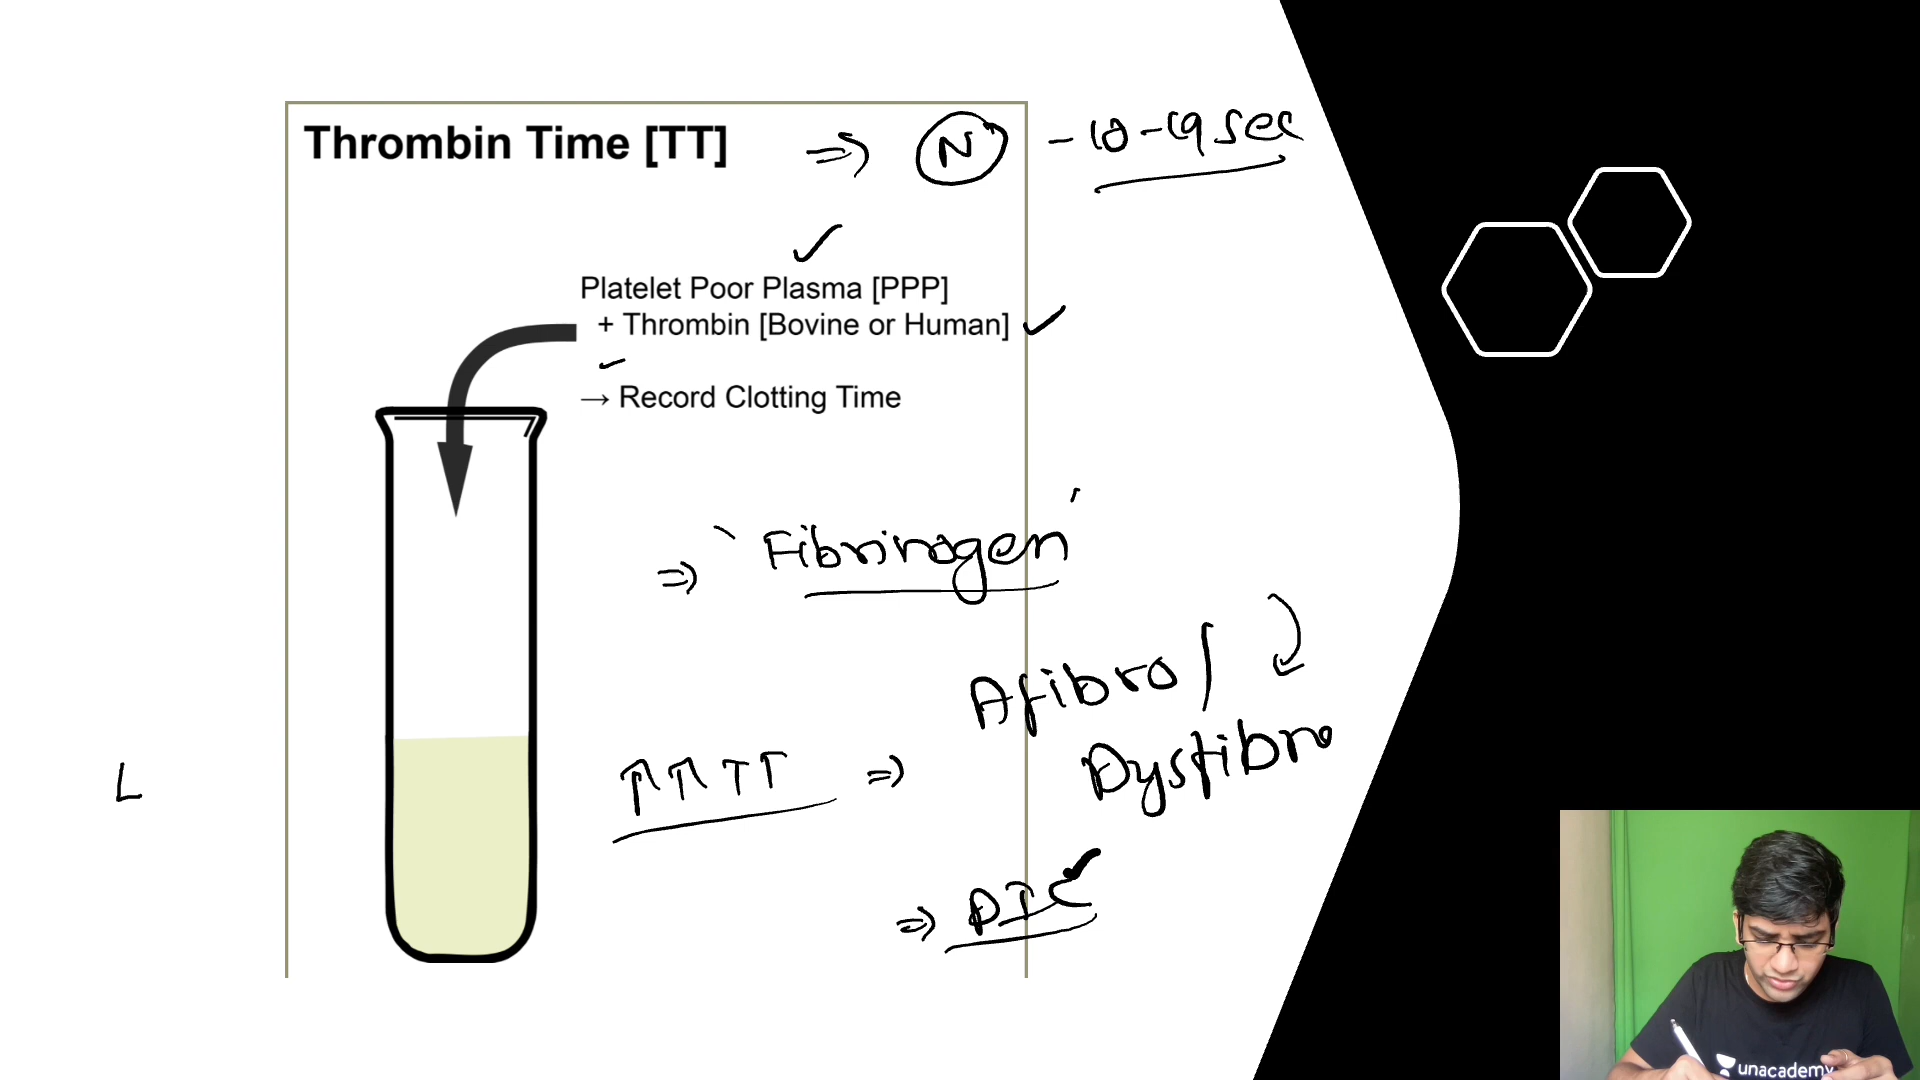 Thrombin Time [TT] ⇒ N - 10-19 sec
Platelet Poor Plasma [PPP]
+ Thrombin [Bovine or Human]
→ Record Clotting Time
⇒ 'Fibrinogen'
Afibro/
Dysfibro
↑↑TT ⇒
⇒ DIC
L
unacademy